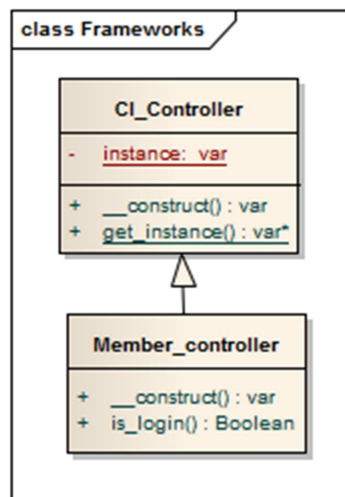 class Frameworks
CI_Controller
- instance: var
+ __construct() : var
+ get_instance() : var*
Member_controller
+ __construct() : var
+ is_login() : Boolean